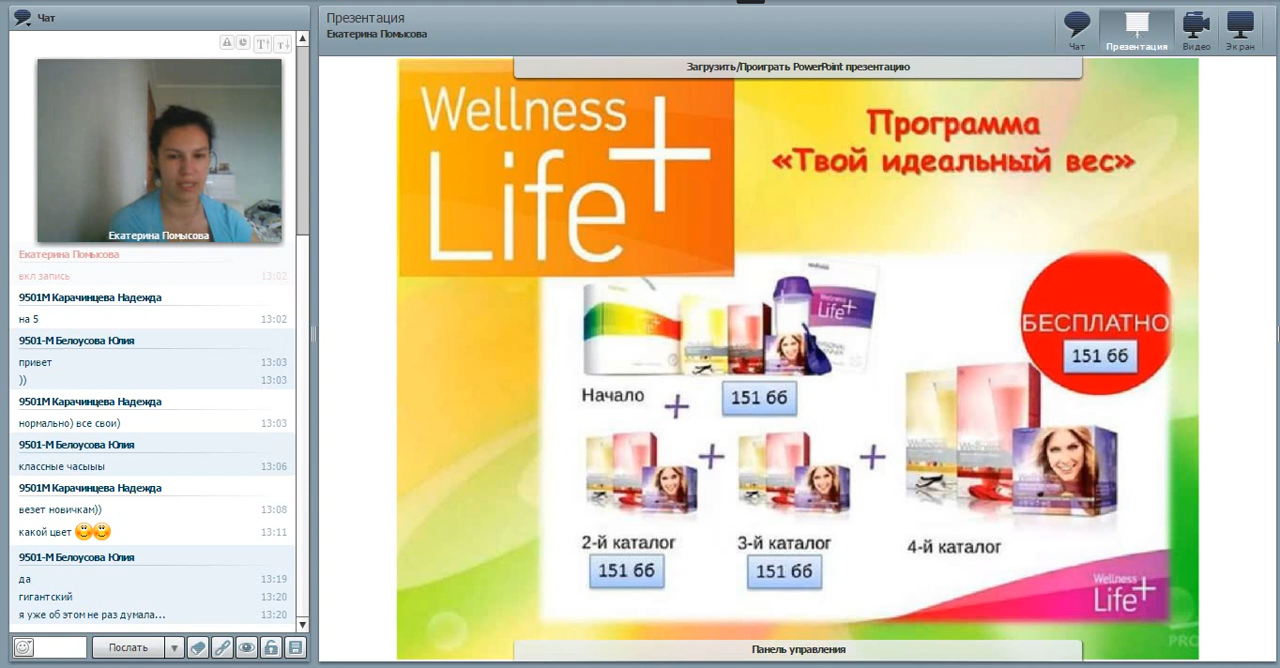 Чат
Екатерина Помысова
Екатерина Помысова
вкл запись 13:02
9501М Карачинцева Надежда
на 5 13:02
9501-М Белоусова Юлия
привет 13:03
)) 13:03
9501М Карачинцева Надежда
нормально) все свои) 13:03
9501-М Белоусова Юлия
классные часыыы 13:06
9501М Карачинцева Надежда
везет новичкам)) 13:08
какой цвет 13:11
9501-М Белоусова Юлия
да 13:19
гигантский 13:20
я уже об этом не раз думала... 13:20
Послать
Презентация
Екатерина Помысова
Чат
Презентация
Видео
Экран
Загрузить/Проиграть PowerPoint презентацию
Wellness
Life+
Программа
«Твой идеальный вес»
БЕСПЛАТНО
151 бб
Начало
+
151 бб
+
+
2-й каталог
3-й каталог
4-й каталог
151 бб
151 бб
Wellness
Life+
PRO
Панель управления